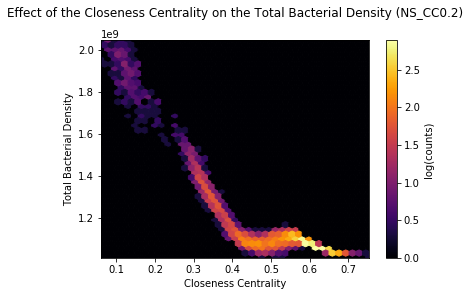 Effect of the Closeness Centrality on the Total Bacterial Density (NS_CC0.2)
1e9
2.0
1.8
1.6
1.4
1.2
Total Bacterial Density
0.1 0.2 0.3 0.4 0.5 0.6 0.7
Closeness Centrality
2.5
2.0
1.5
1.0
0.5
0.0
log(counts)